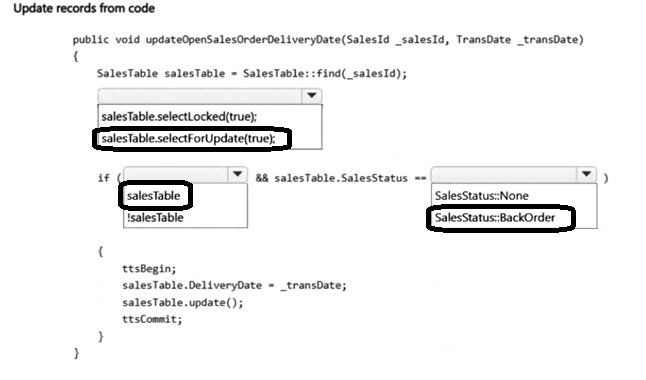 Update records from code
public void updateOpenSalesOrderDeliveryDate(SalesId _salesId, TransDate _transDate)
{
SalesTable salesTable = SalesTable::find(_salesId);
salesTable.selectLocked(true);
salesTable.selectForUpdate(true);
if ( && salesTable.SalesStatus == )
salesTable SalesStatus::None
!salesTable SalesStatus::BackOrder
{
ttsBegin;
salesTable.DeliveryDate = _transDate;
salesTable.update();
ttsCommit;
}
}